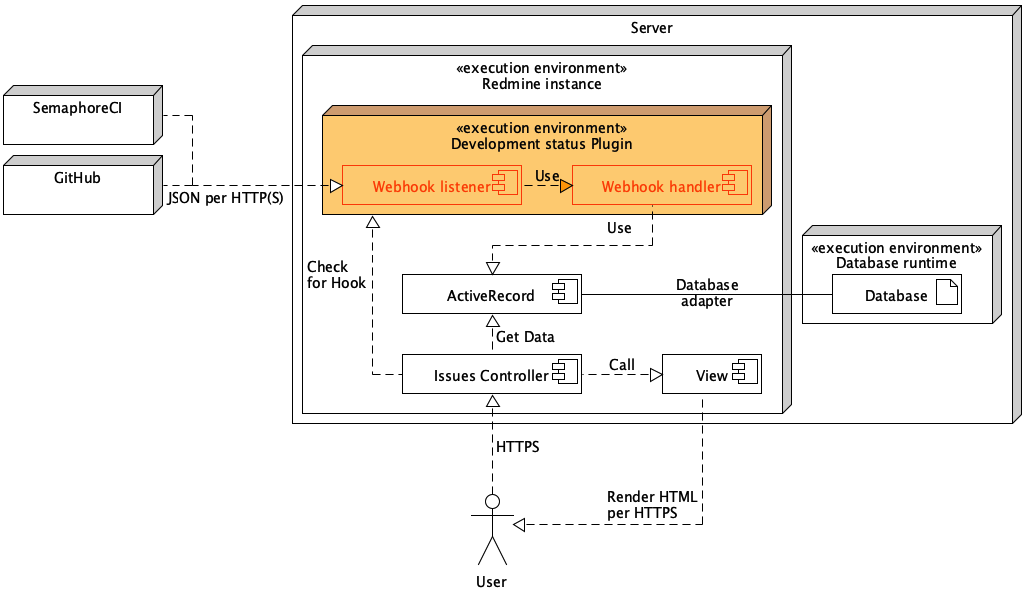 Server
«execution environment»
Redmine instance
SemaphoreCI
GitHub
JSON per HTTP(S)
«execution environment»
Development status Plugin
Webhook listener
Use
Webhook handler
Use
Check
for Hook
ActiveRecord
Database
adapter
«execution environment»
Database runtime
Database
Get Data
Issues Controller
Call
View
HTTPS
Render HTML
per HTTPS
User